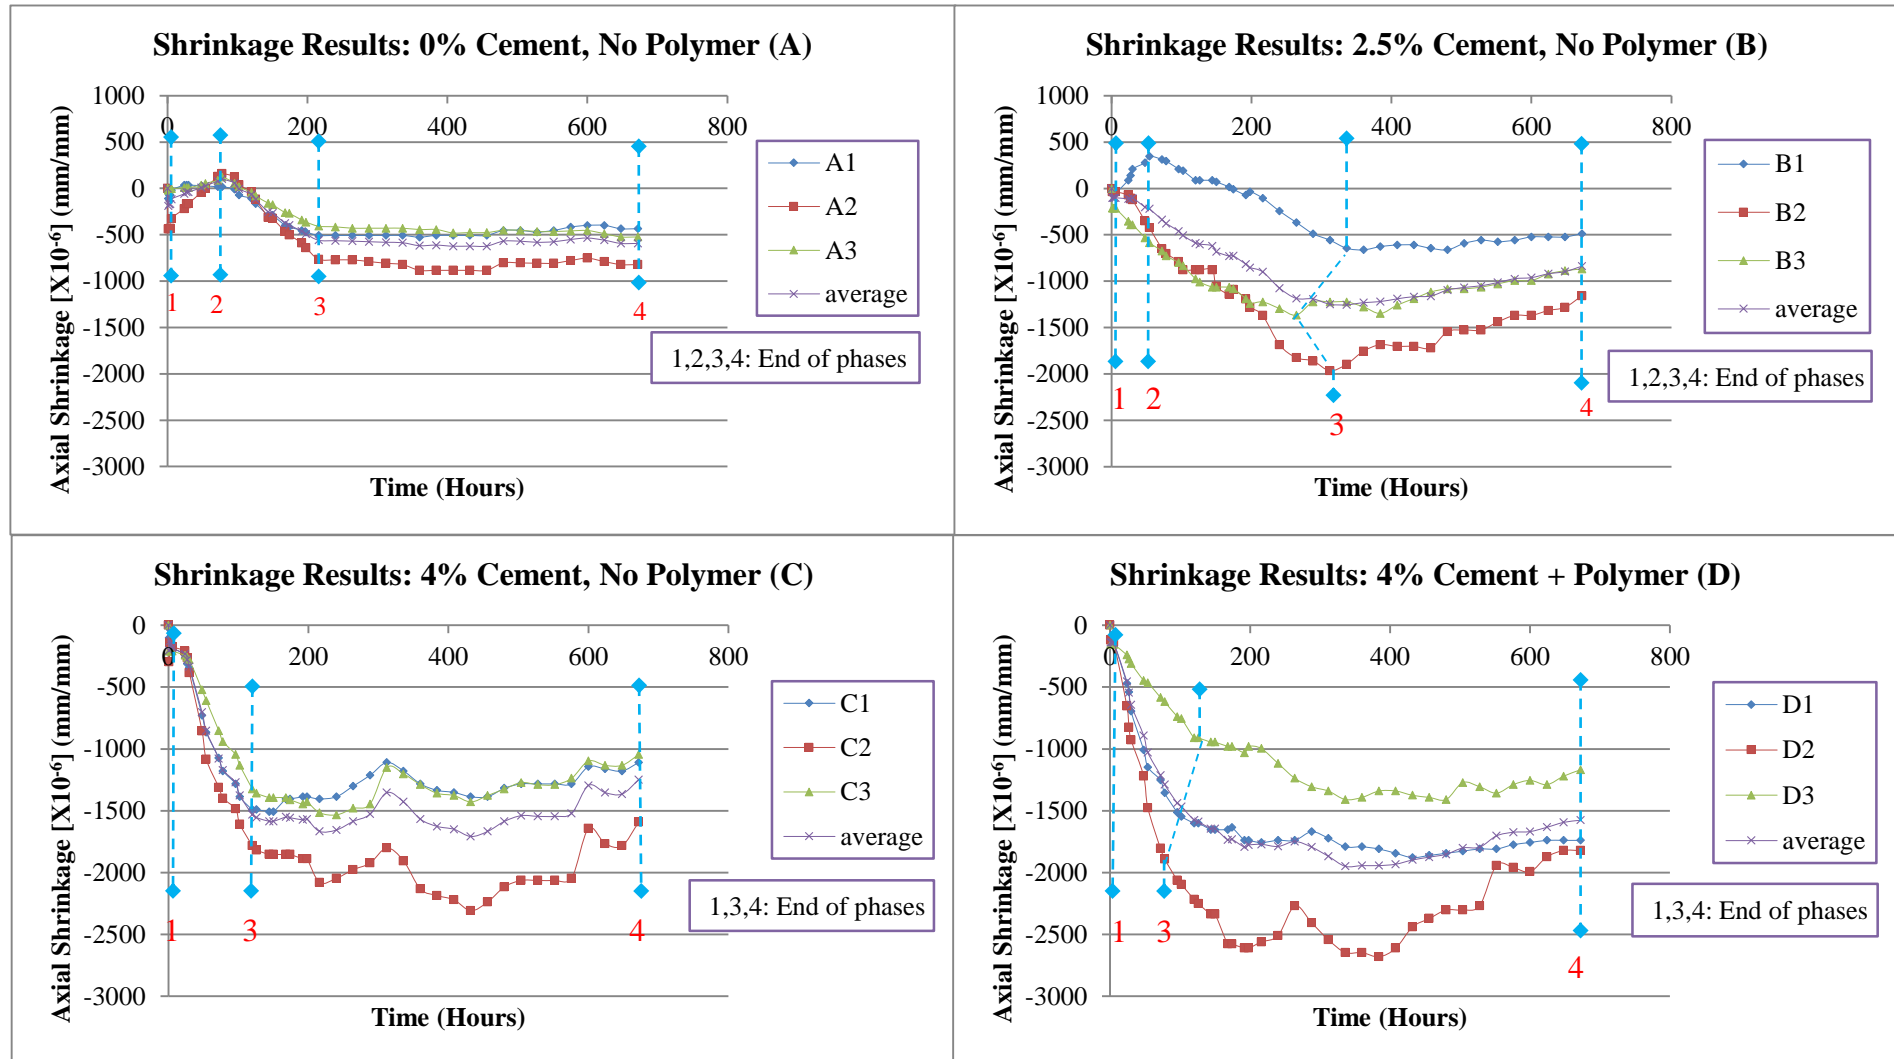 Shrinkage Results: 0% Cement, No Polymer (A)
Axial Shrinkage [X10⁻⁶] (mm/mm)
1000
500
0
-500
-1000
-1500
-2000
-2500
-3000
0
200
400
600
800
1
2
3
4
A1
A2
A3
average
1,2,3,4: End of phases
Time (Hours)
Shrinkage Results: 2.5% Cement, No Polymer (B)
Axial Shrinkage [X10⁻⁶] (mm/mm)
1000
500
0
-500
-1000
-1500
-2000
-2500
-3000
0
200
400
600
800
1
2
3
4
B1
B2
B3
average
1,2,3,4: End of phases
Time (Hours)
Shrinkage Results: 4% Cement, No Polymer (C)
Axial Shrinkage [X10⁻⁶] (mm/mm)
0
-500
-1000
-1500
-2000
-2500
-3000
0
200
400
600
800
1
3
4
C1
C2
C3
average
1,3,4: End of phases
Time (Hours)
Shrinkage Results: 4% Cement + Polymer (D)
Axial Shrinkage [X10⁻⁶] (mm/mm)
0
-500
-1000
-1500
-2000
-2500
-3000
0
200
400
600
800
1
3
4
D1
D2
D3
average
1,3,4: End of phases
Time (Hours)